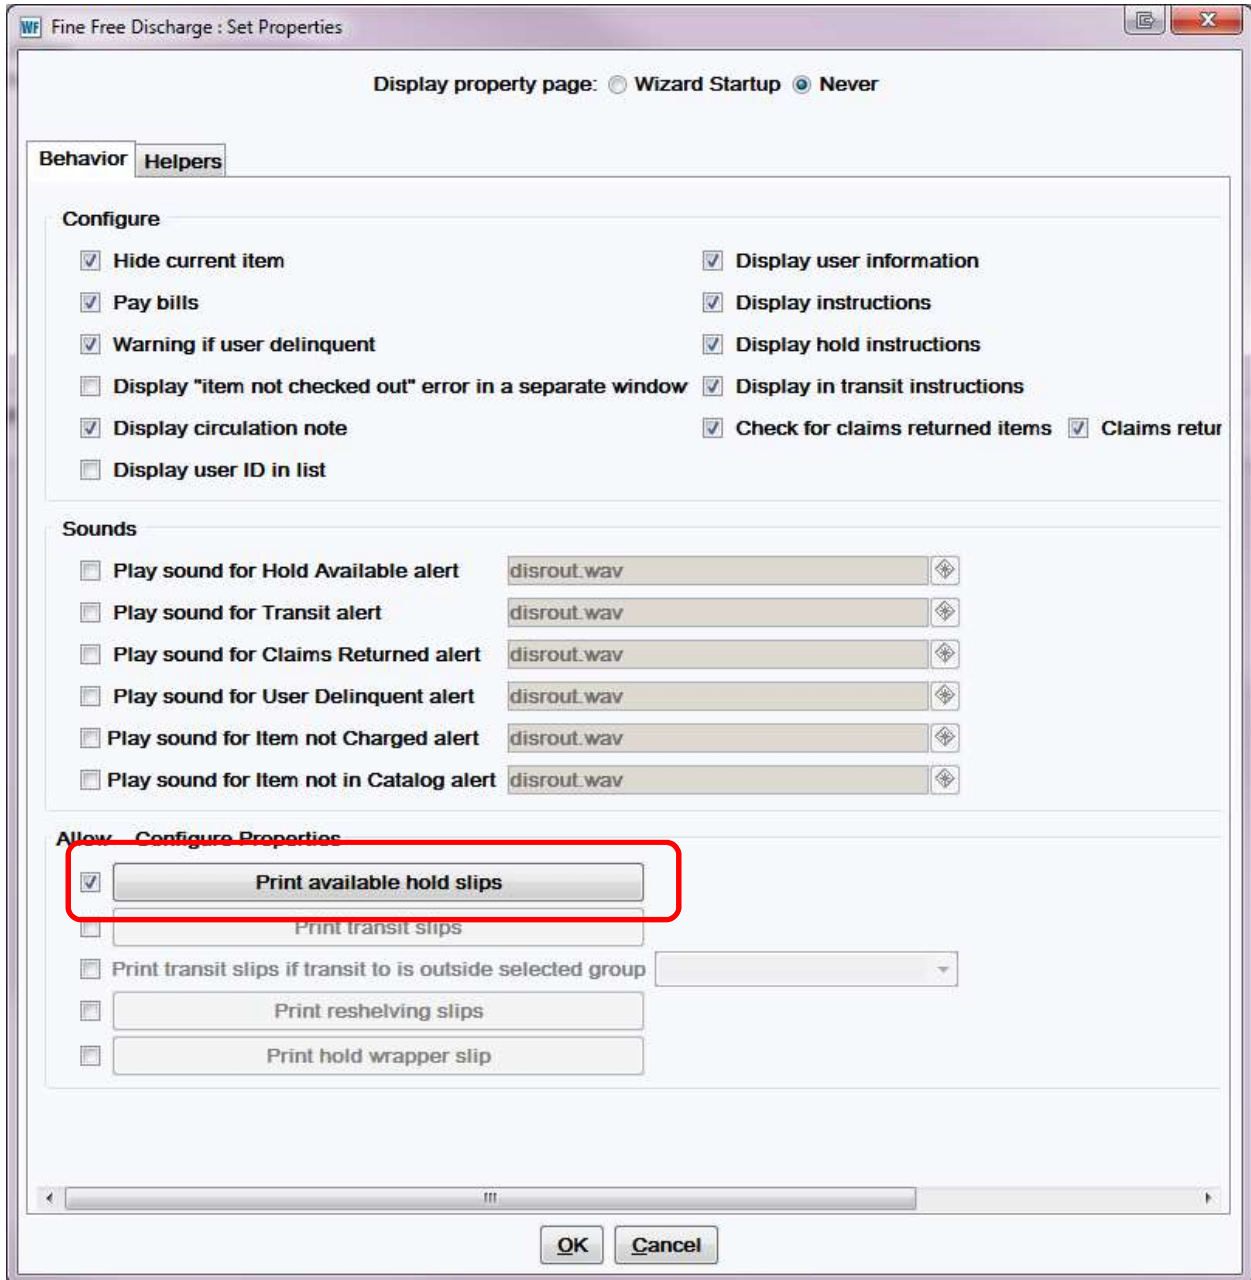 WF Fine Free Discharge : Set Properties
Display property page: Wizard Startup Never
Behavior Helpers
Configure
Hide current item Display user information
Pay bills Display instructions
Warning if user delinquent Display hold instructions
Display "item not checked out" error in a separate window Display in transit instructions
Display circulation note Check for claims returned items Claims retur
Display user ID in list
Sounds
Play sound for Hold Available alert disrout.wav
Play sound for Transit alert disrout.wav
Play sound for Claims Returned alert disrout.wav
Play sound for User Delinquent alert disrout.wav
Play sound for Item not Charged alert disrout.wav
Play sound for Item not in Catalog alert disrout.wav
Allow Configure Properties
Print available hold slips
Print transit slips
Print transit slips if transit to is outside selected group
Print reshelving slips
Print hold wrapper slip
OK Cancel